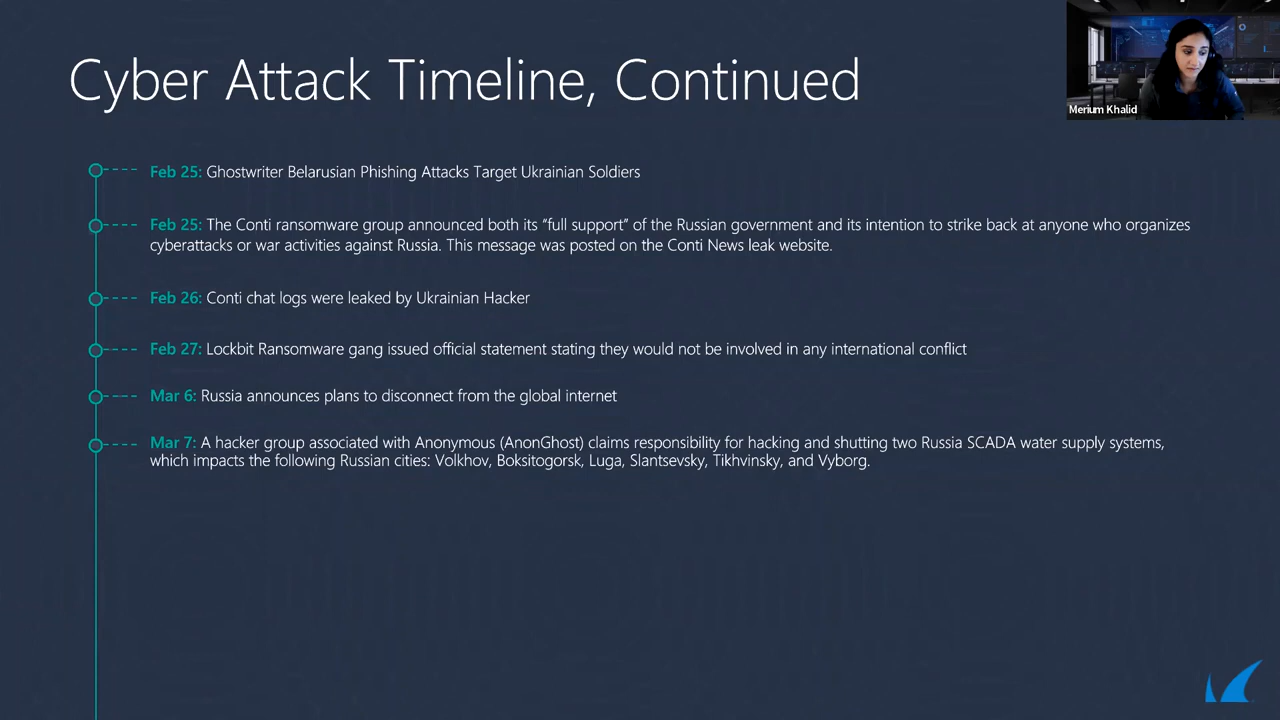 Cyber Attack Timeline, Continued
Merium Khalid
Feb 25: Ghostwriter Belarusian Phishing Attacks Target Ukrainian Soldiers
Feb 25: The Conti ransomware group announced both its “full support” of the Russian government and its intention to strike back at anyone who organizes
cyberattacks or war activities against Russia. This message was posted on the Conti News leak website.
Feb 26: Conti chat logs were leaked by Ukrainian Hacker
Feb 27: Lockbit Ransomware gang issued official statement stating they would not be involved in any international conflict
Mar 6: Russia announces plans to disconnect from the global internet
Mar 7: A hacker group associated with Anonymous (AnonGhost) claims responsibility for hacking and shutting two Russia SCADA water supply systems,
which impacts the following Russian cities: Volkhov, Boksitogorsk, Luga, Slantsevsky, Tikhvinsky, and Vyborg.